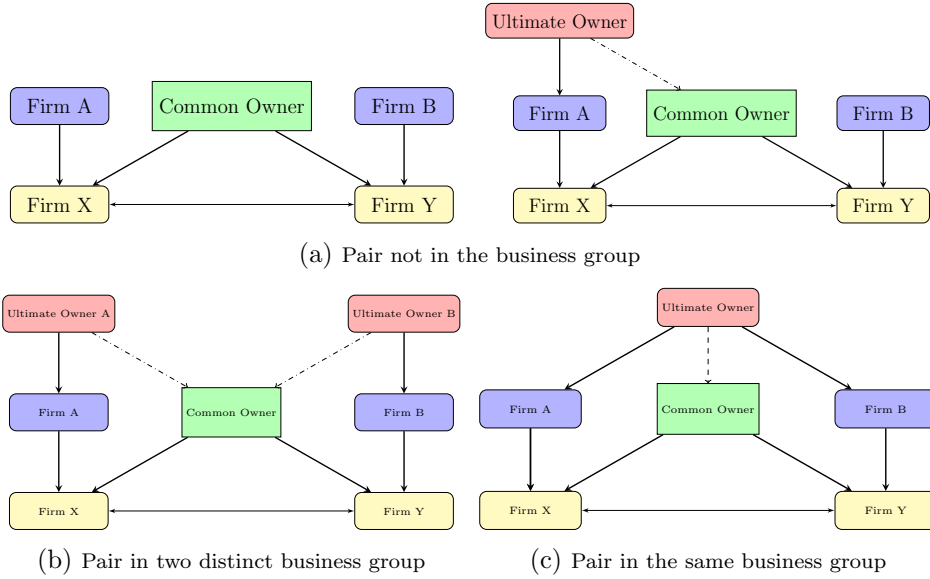 Ultimate Owner
Firm A
Common Owner
Firm B
Firm A
Common Owner
Firm B
Firm X
Firm Y
Firm X
Firm Y
(a) Pair not in the business group
Ultimate Owner A
Ultimate Owner B
Ultimate Owner
Firm A
Common Owner
Firm B
Firm A
Common Owner
Firm B
Firm X
Firm Y
Firm X
Firm Y
(b) Pair in two distinct business group
(c) Pair in the same business group